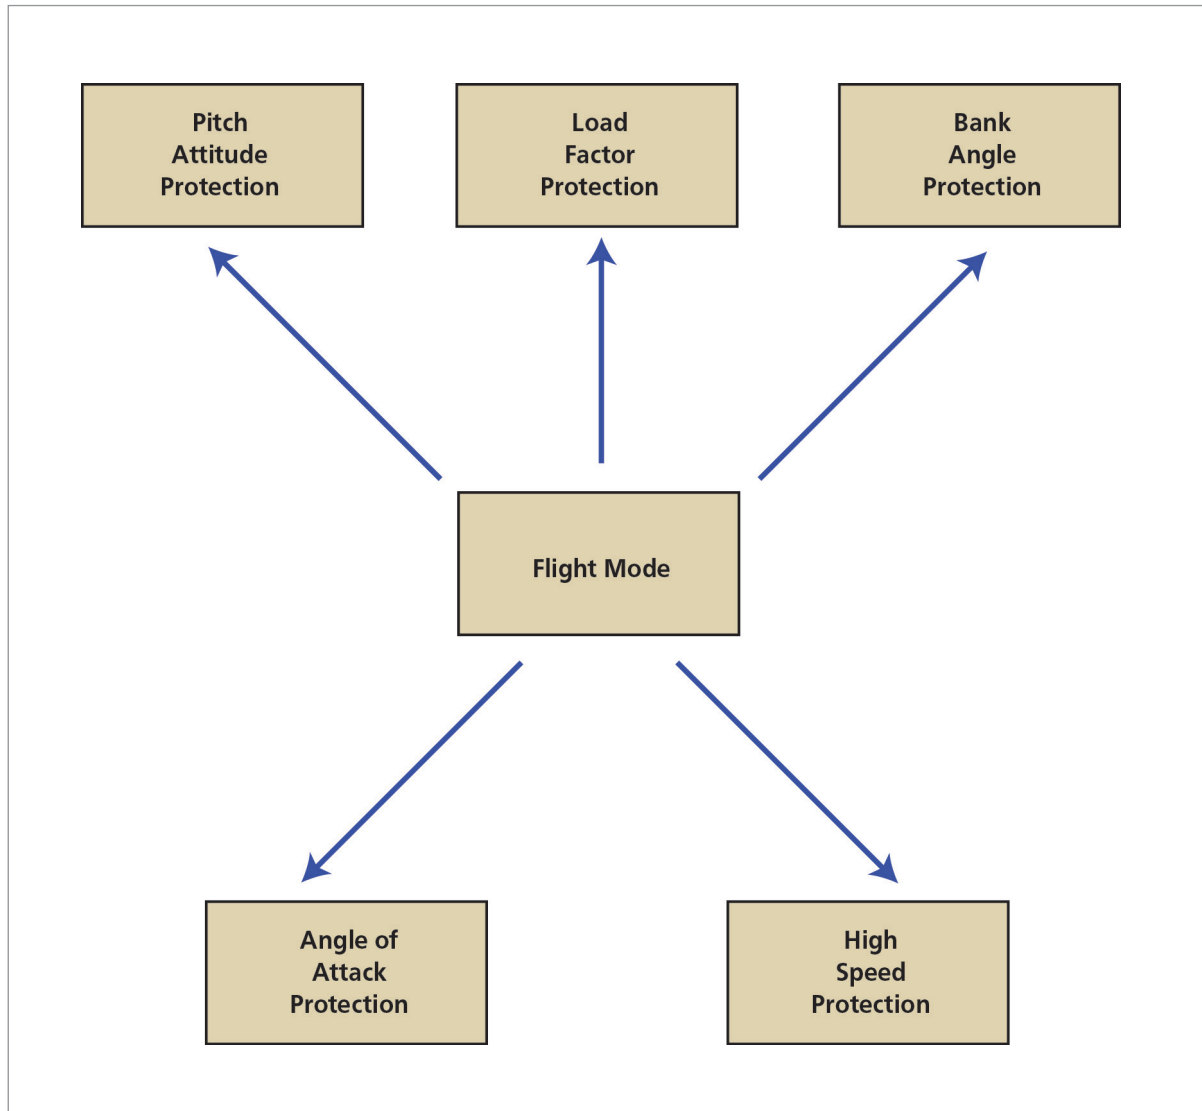 Pitch
Attitude
Protection
Load
Factor
Protection
Bank
Angle
Protection
Flight Mode
Angle of
Attack
Protection
High
Speed
Protection